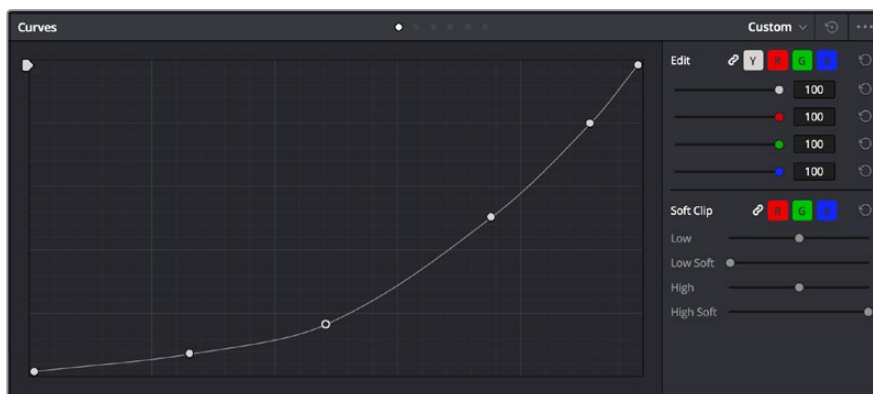 Curves
Custom
Edit
Y
R
G
B
100
100
100
100
Soft Clip
R
G
B
Low
Low Soft
High
High Soft